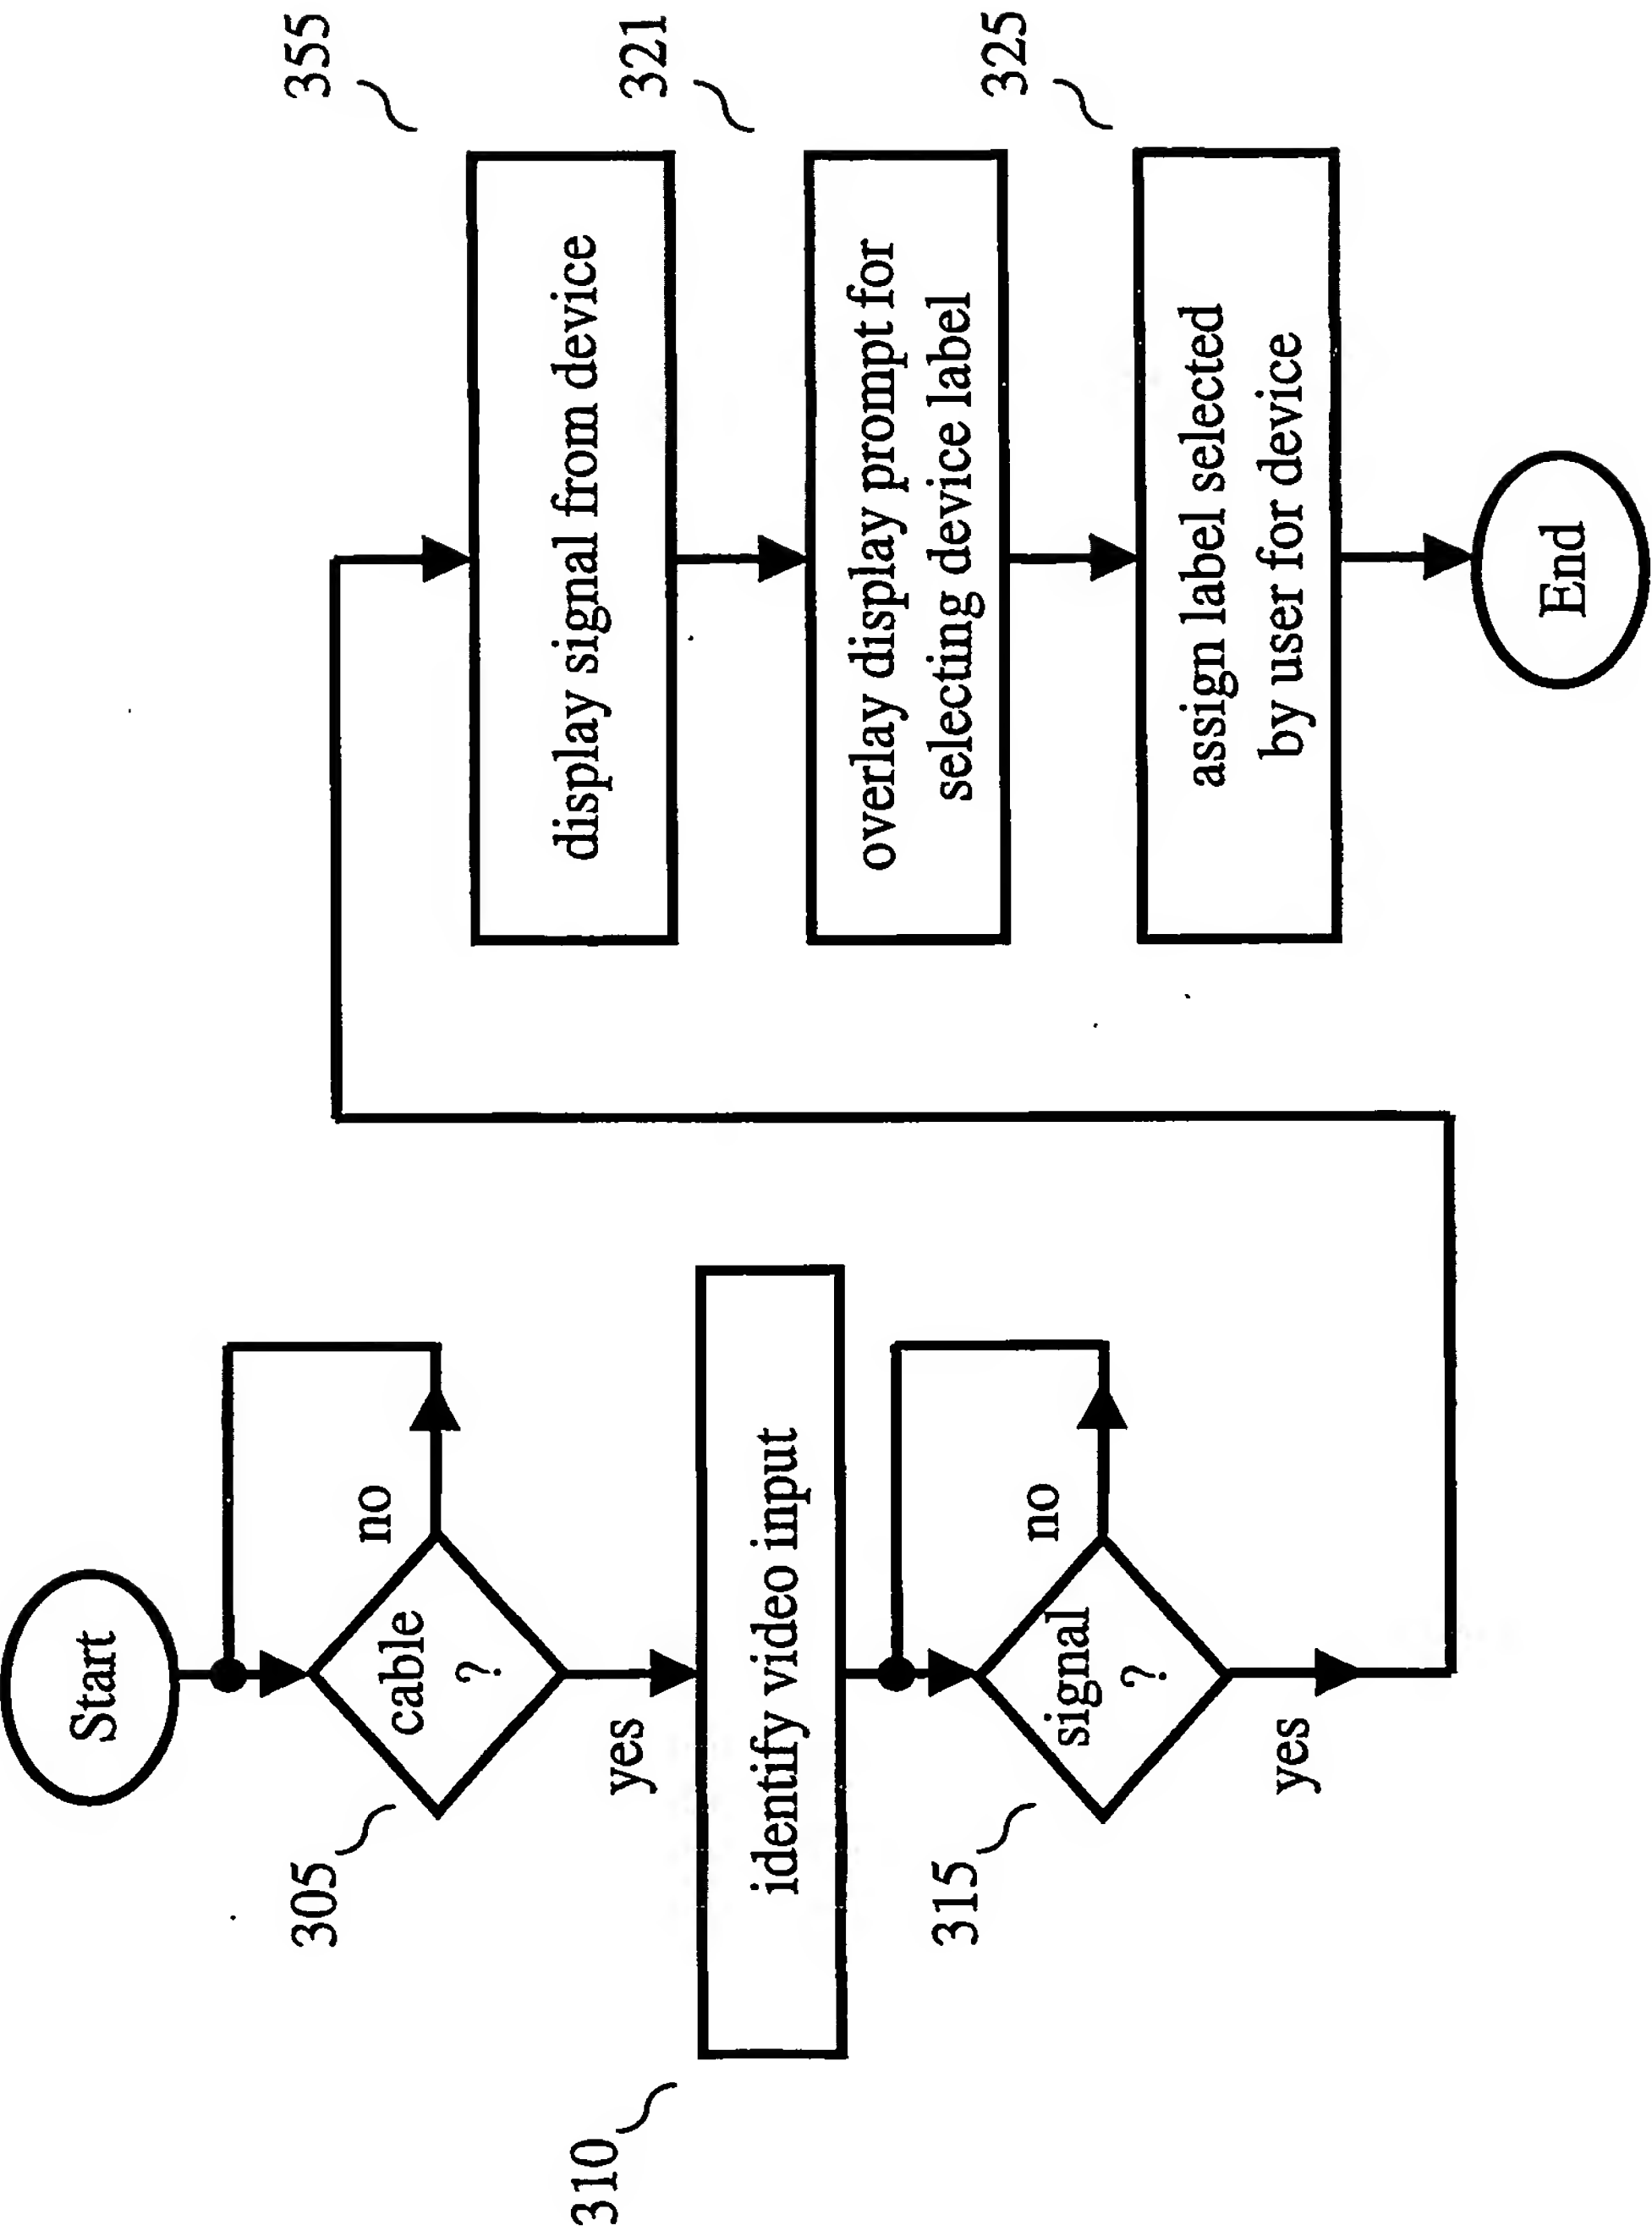 Start
305
cable
?
no
yes
310
identify video input
315
signal
?
no
yes
355
display signal from device
321
overlay display prompt for
selecting device label
325
assign label selected
by user for device
End